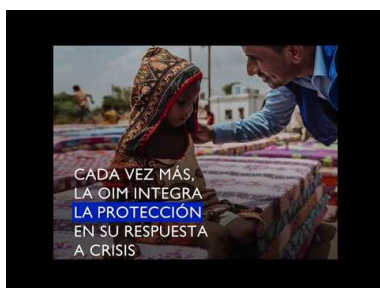 CADA VEZ MÁS,
LA OIM INTEGRA
LA PROTECCIÓN
EN SU RESPUESTA
A CRISIS